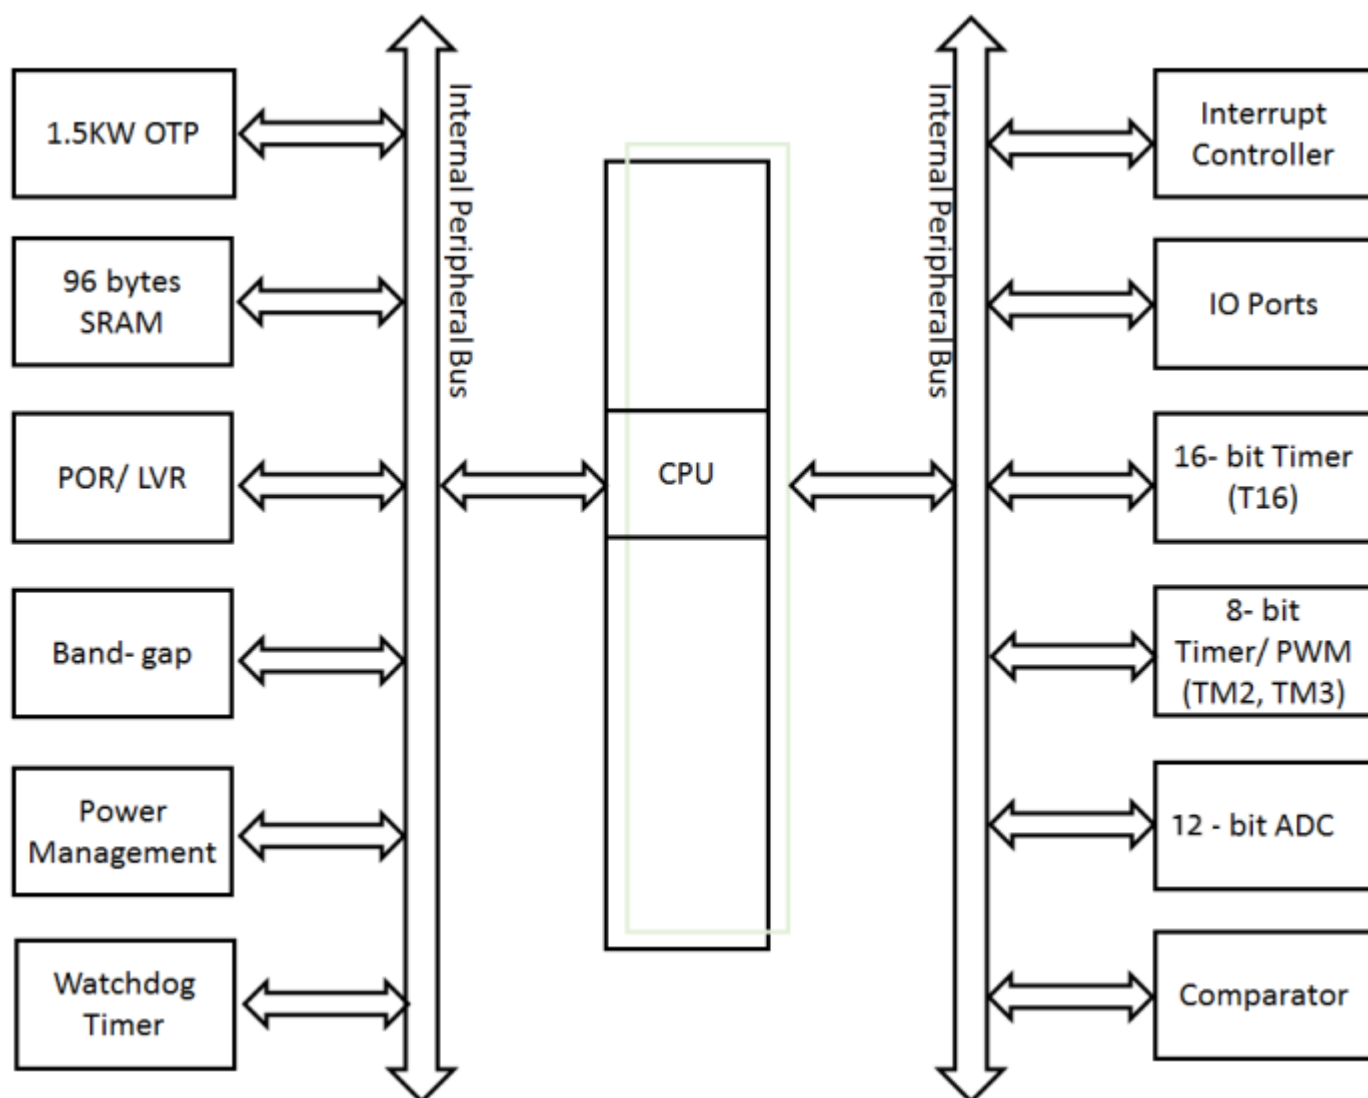 1.5KW OTP
96 bytes
SRAM
POR/ LVR
Band- gap
Power
Management
Watchdog
Timer
Internal Peripheral Bus
CPU
Internal Peripheral Bus
Interrupt
Controller
IO Ports
16- bit Timer
(T16)
8- bit
Timer/ PWM
(TM2, TM3)
12 - bit ADC
Comparator